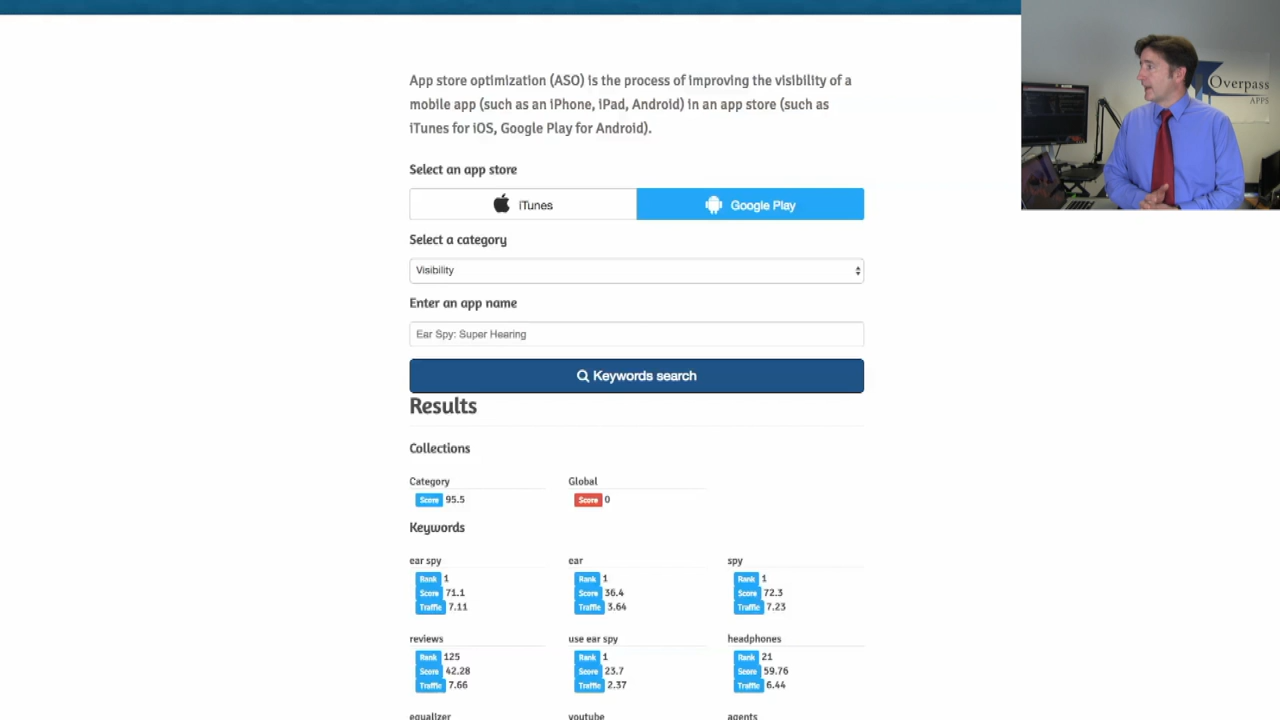 App store optimization (ASO) is the process of improving the visibility of a
mobile app (such as an iPhone, iPad, Android) in an app store (such as
iTunes for iOS, Google Play for Android).
Overpass
APPS
Select an app store
iTunes
Google Play
Select a category
Visibility
Enter an app name
Ear Spy: Super Hearing
Keywords search
Results
Collections
Category
Score 95.5
Global
Score 0
Keywords
ear spy
Rank 1
Score 71.1
Traffic 7.11
ear
Rank 1
Score 36.4
Traffic 3.64
spy
Rank 1
Score 72.3
Traffic 7.23
reviews
Rank 125
Score 42.28
Traffic 7.66
use ear spy
Rank 1
Score 23.7
Traffic 2.37
headphones
Rank 21
Score 59.76
Traffic 6.44
equalizer
youtube
agents